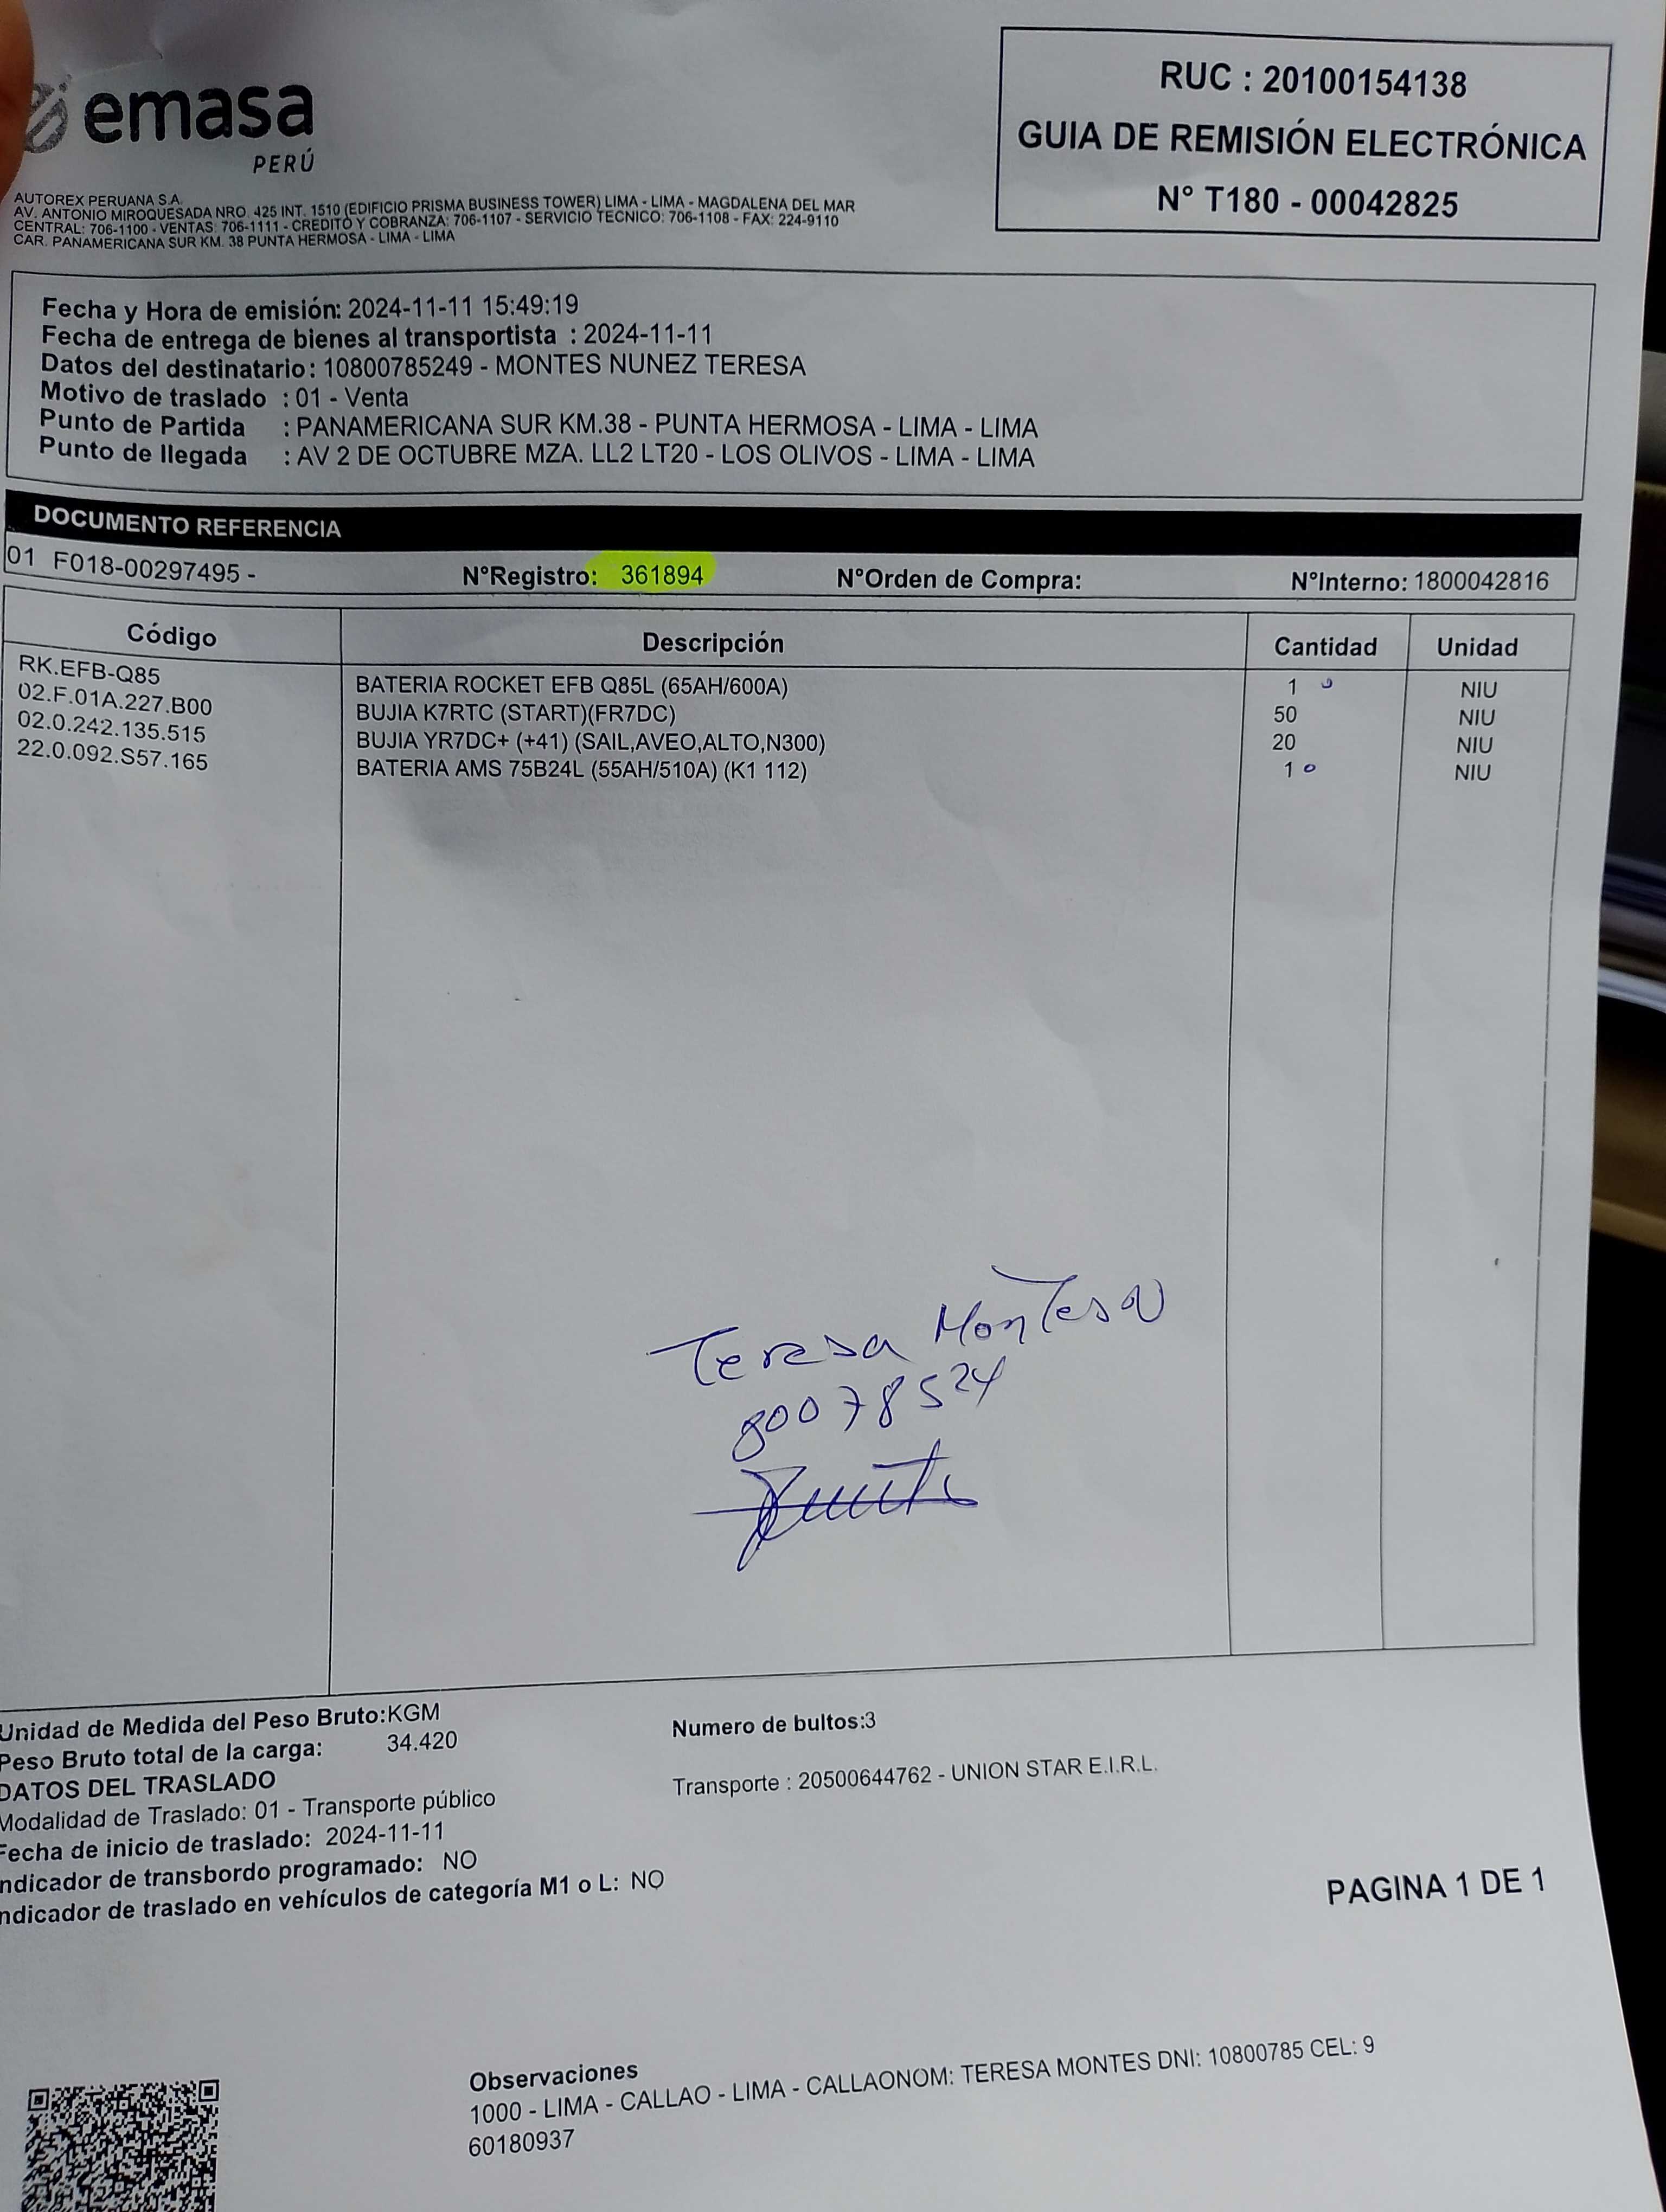 emasa
PERÚ
RUC : 20100154138
GUIA DE REMISIÓN ELECTRÓNICA
N° T180 - 00042825
AUTOREX PERUANA S.A.
AV. ANTONIO MIROQUESADA NRO. 425 INT. 1510 (EDIFICIO PRISMA BUSINESS TOWER) LIMA - LIMA - MAGDALENA DEL MAR
CENTRAL: 706-1100 - VENTAS: 706-1111 - CREDITO Y COBRANZA: 706-1107 - SERVICIO TECNICO: 706-1108 - FAX: 224-9110
CAR. PANAMERICANA SUR KM. 38 PUNTA HERMOSA - LIMA - LIMA
Fecha y Hora de emisión: 2024-11-11 15:49:19
Fecha de entrega de bienes al transportista : 2024-11-11
Datos del destinatario: 10800785249 - MONTES NUNEZ TERESA
Motivo de traslado : 01 - Venta
Punto de Partida : PANAMERICANA SUR KM.38 - PUNTA HERMOSA - LIMA - LIMA
Punto de llegada : AV 2 DE OCTUBRE MZA. LL2 LT20 - LOS OLIVOS - LIMA - LIMA
DOCUMENTO REFERENCIA
01 F018-00297495 - N°Registro: 361894 N°Orden de Compra: N°Interno: 1800042816
Código Descripción Cantidad Unidad
RK.EFB-Q85 BATERIA ROCKET EFB Q85L (65AH/600A) 1 NIU
02.F.01A.227.B00 BUJIA K7RTC (START)(FR7DC) 50 NIU
02.0.242.135.515 BUJIA YR7DC+ (+41) (SAIL,AVEO,ALTO,N300) 20 NIU
22.0.092.S57.165 BATERIA AMS 75B24L (55AH/510A) (K1 112) 1 NIU
Teresa Montes N
80078524
Unidad de Medida del Peso Bruto:KGM Numero de bultos:3
Peso Bruto total de la carga: 34.420
DATOS DEL TRASLADO Transporte : 20500644762 - UNION STAR E.I.R.L.
Modalidad de Traslado: 01 - Transporte público
Fecha de inicio de traslado: 2024-11-11
ndicador de transbordo programado: NO
ndicador de traslado en vehículos de categoría M1 o L: NO
PAGINA 1 DE 1
Observaciones
1000 - LIMA - CALLAO - LIMA - CALLAONOM: TERESA MONTES DNI: 10800785 CEL: 9
60180937